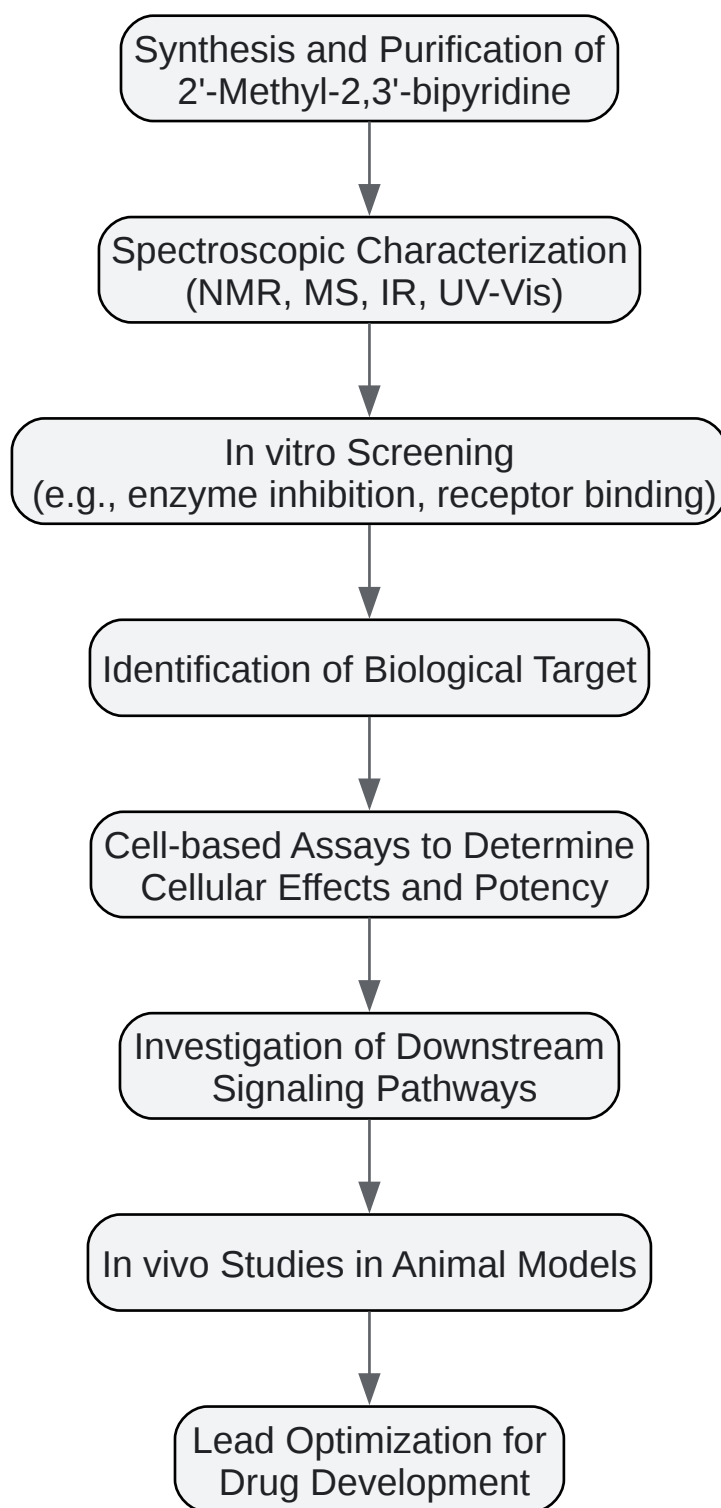 Synthesis and Purification of
2'-Methyl-2,3'-bipyridine
Spectroscopic Characterization
(NMR, MS, IR, UV-Vis)
In vitro Screening
(e.g., enzyme inhibition, receptor binding)
Identification of Biological Target
Cell-based Assays to Determine
Cellular Effects and Potency
Investigation of Downstream
Signaling Pathways
In vivo Studies in Animal Models
Lead Optimization for
Drug Development